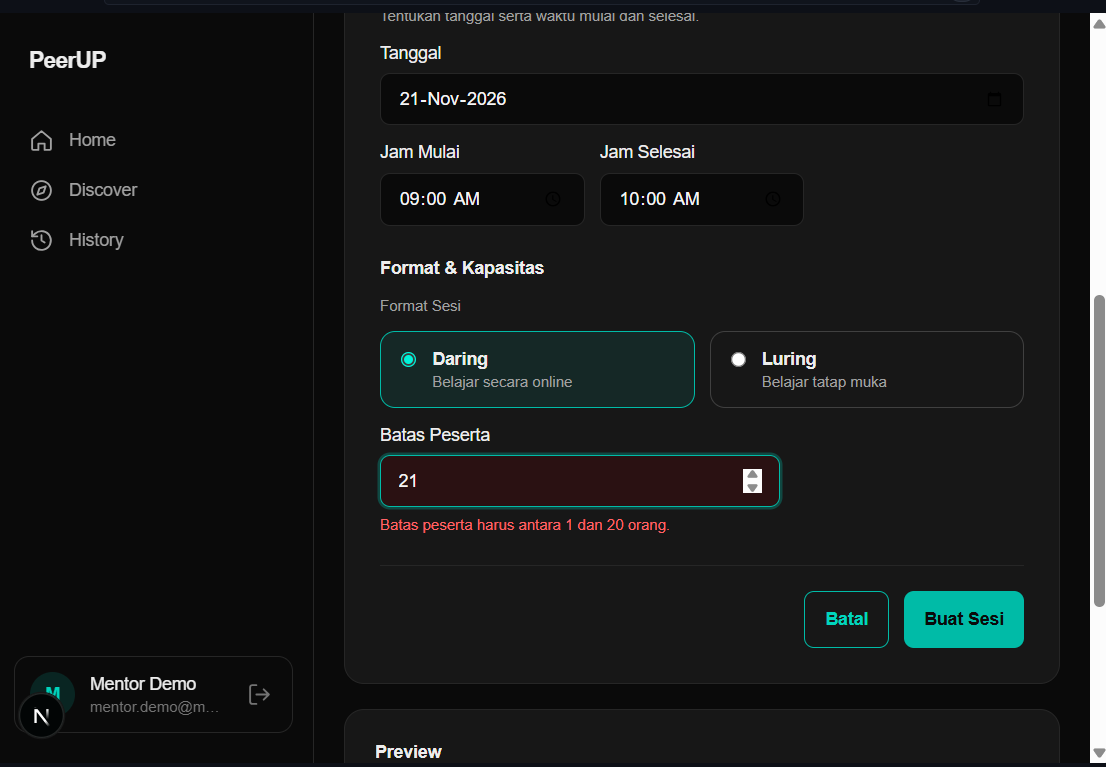 PeerUP
Home
Discover
History
Mentor Demo
mentor.demo@m...
N
Tentukan tanggal serta waktu mulai dan selesai.
Tanggal
21-Nov-2026
Jam Mulai
Jam Selesai
09:00 AM
10:00 AM
Format & Kapasitas
Format Sesi
Daring
Belajar secara online
Luring
Belajar tatap muka
Batas Peserta
21
Batas peserta harus antara 1 dan 20 orang.
Batal
Buat Sesi
Preview